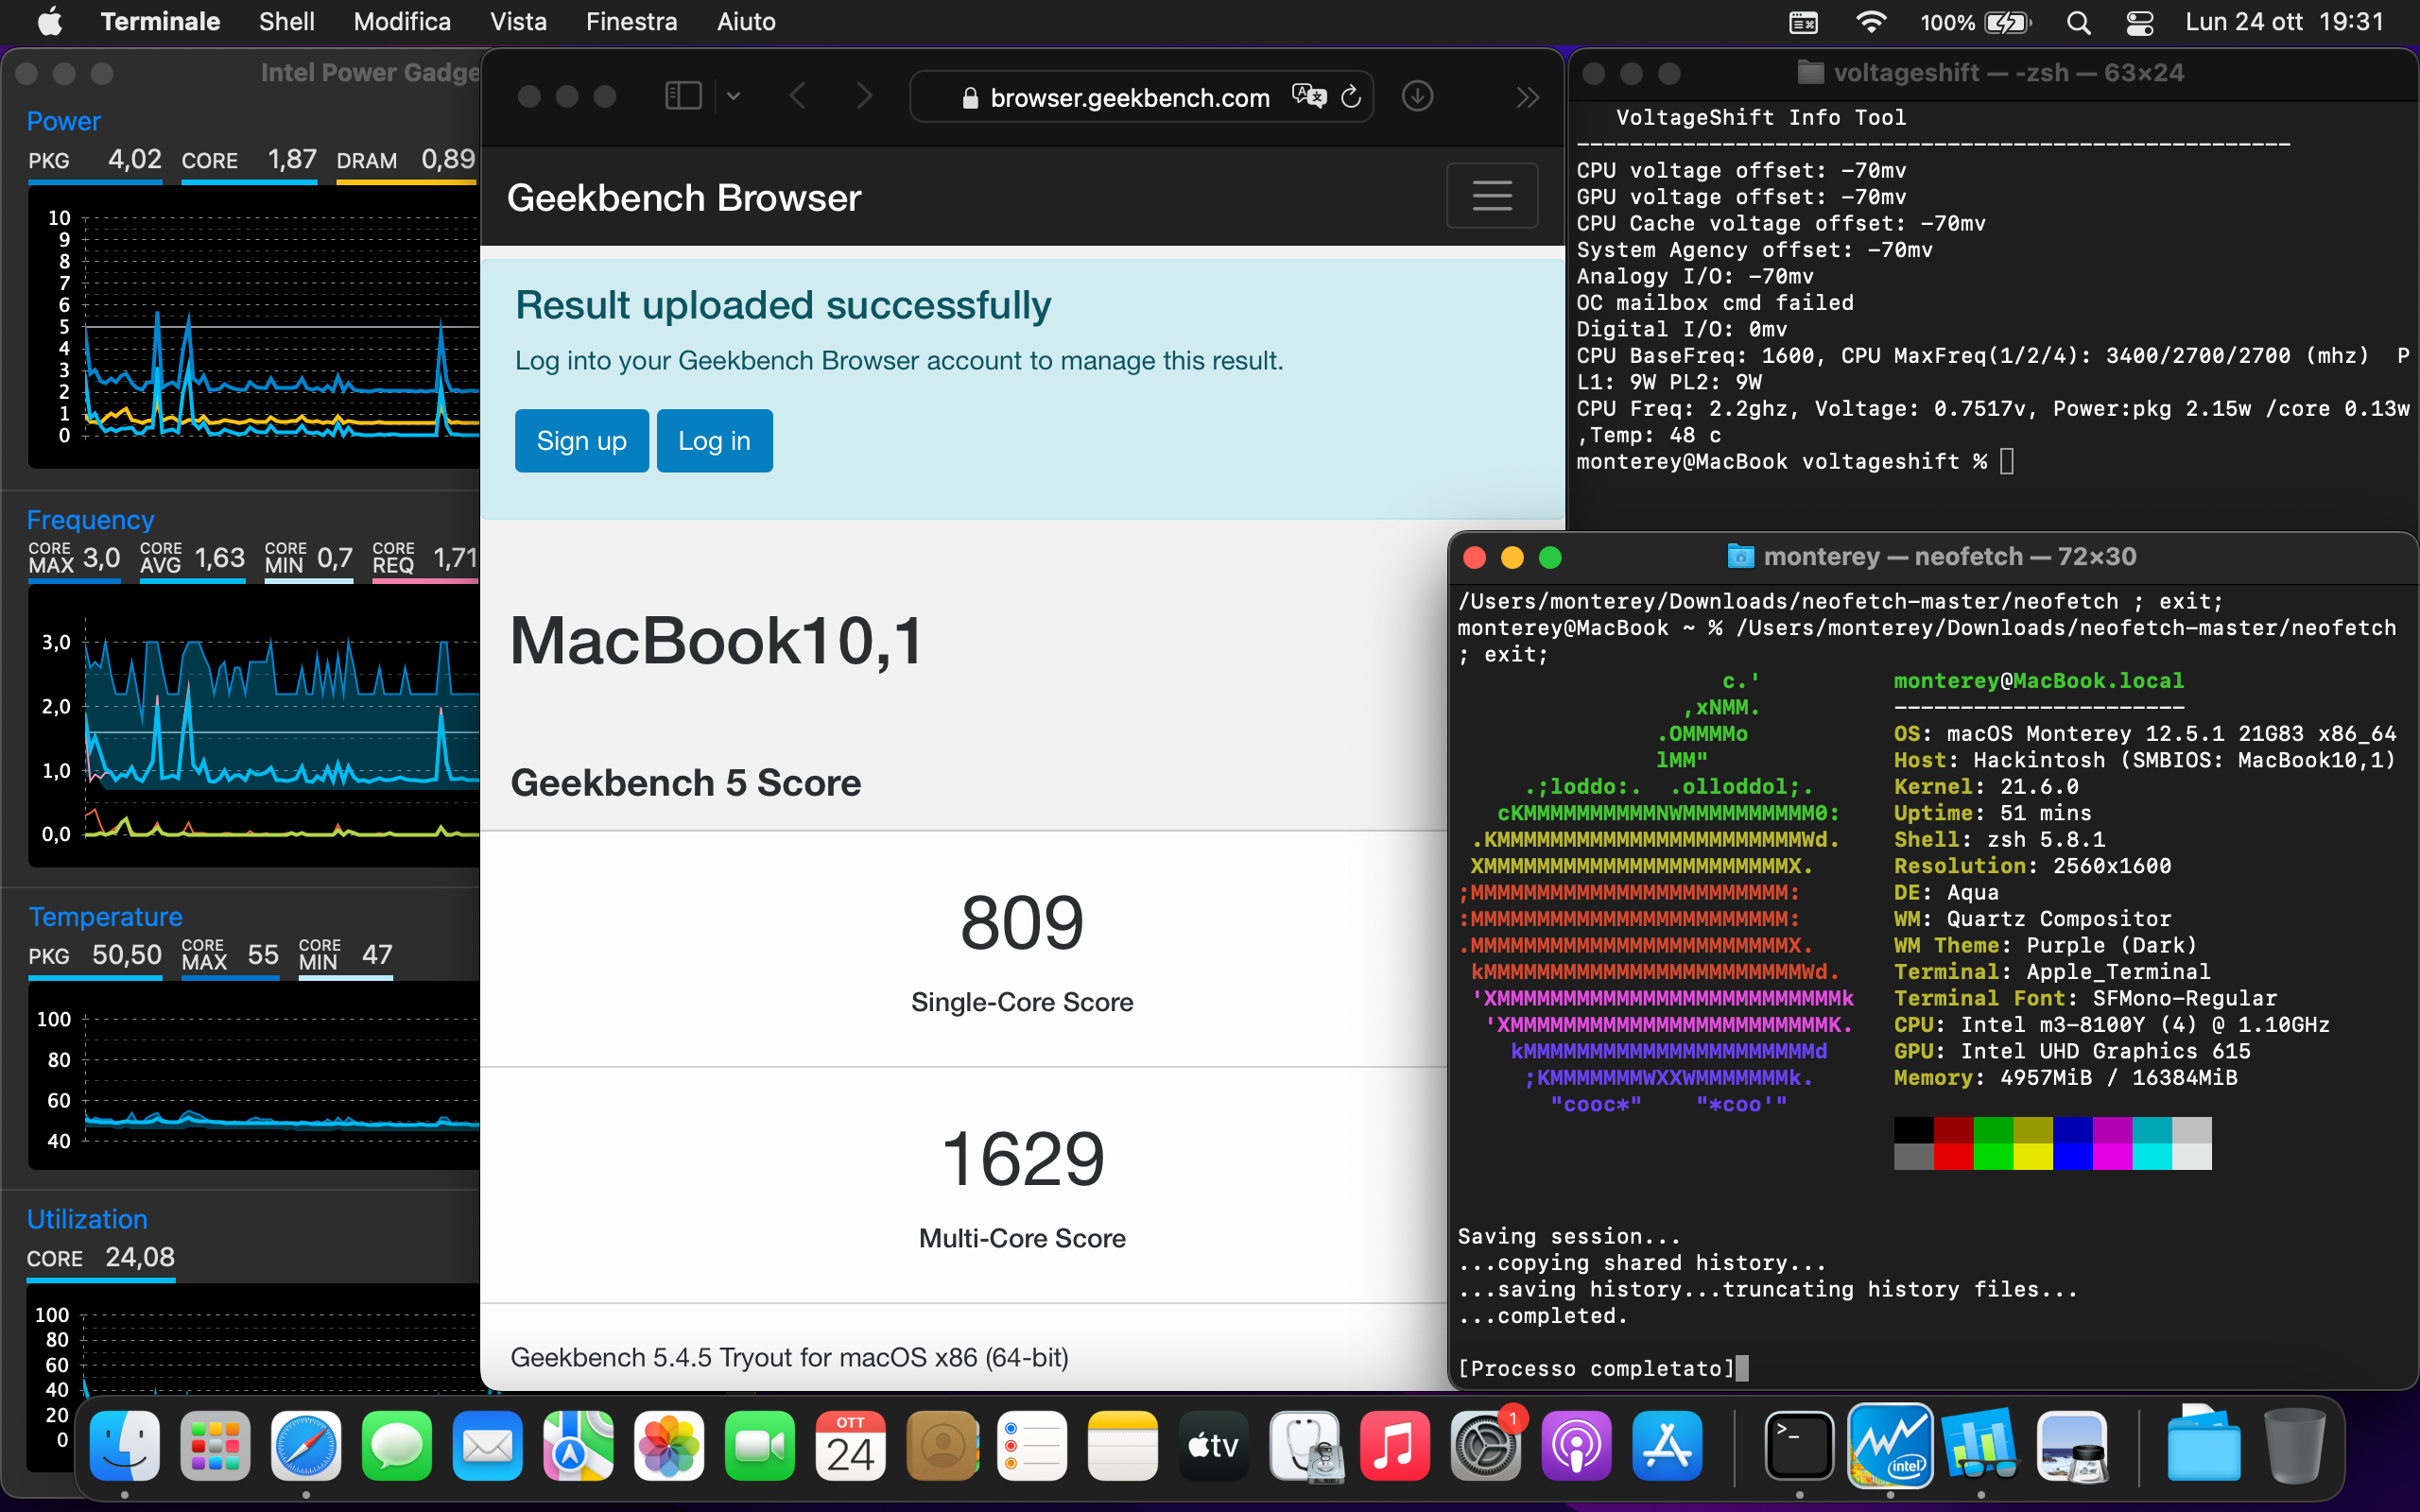 Terminale Shell Modifica Vista Finestra Aiuto 100% Lun 24 ott 19:31
Intel Power Gadge
Power
PKG 4,02 CORE 1,87 DRAM 0,89
10
9
8
7
6
5
4
3
2
1
0
Frequency
CORE MAX 3,0 CORE AVG 1,63 CORE MIN 0,7 CORE REQ 1,71
3,0
2,0
1,0
0,0
Temperature
PKG 50,50 CORE MAX 55 CORE MIN 47
100
80
60
40
Utilization
CORE 24,08
100
80
60
40
20
0
browser.geekbench.com
Geekbench Browser
Result uploaded successfully
Log into your Geekbench Browser account to manage this result.
Sign up Log in
MacBook10,1
Geekbench 5 Score
809
Single-Core Score
1629
Multi-Core Score
Geekbench 5.4.5 Tryout for macOS x86 (64-bit)
voltageshift — -zsh — 63×24
VoltageShift Info Tool
------------------------------------------------------
CPU voltage offset: -70mv
GPU voltage offset: -70mv
CPU Cache voltage offset: -70mv
System Agency offset: -70mv
Analogy I/O: -70mv
OC mailbox cmd failed
Digital I/O: 0mv
CPU BaseFreq: 1600, CPU MaxFreq(1/2/4): 3400/2700/2700 (mhz)  P
L1: 9W PL2: 9W
CPU Freq: 2.2ghz, Voltage: 0.7517v, Power:pkg 2.15w /core 0.13w
,Temp: 48 c
monterey@MacBook voltageshift %
monterey — neofetch — 72×30
/Users/monterey/Downloads/neofetch-master/neofetch ; exit;
monterey@MacBook ~ % /Users/monterey/Downloads/neofetch-master/neofetch
; exit;
                    c.'          monterey@MacBook.local
                 ,xNMM.          ----------------------
               .OMMMMo           OS: macOS Monterey 12.5.1 21G83 x86_64
               lMM"              Host: Hackintosh (SMBIOS: MacBook10,1)
     .;loddo:.  .olloddol;.      Kernel: 21.6.0
   cKMMMMMMMMMMNWMMMMMMMMMM0:    Uptime: 51 mins
 .KMMMMMMMMMMMMMMMMMMMMMMMWd.    Shell: zsh 5.8.1
 XMMMMMMMMMMMMMMMMMMMMMMMX.      Resolution: 2560x1600
;MMMMMMMMMMMMMMMMMMMMMMMM:       DE: Aqua
:MMMMMMMMMMMMMMMMMMMMMMMM:       WM: Quartz Compositor
.MMMMMMMMMMMMMMMMMMMMMMMMX.      WM Theme: Purple (Dark)
 kMMMMMMMMMMMMMMMMMMMMMMMMWd.    Terminal: Apple_Terminal
 'XMMMMMMMMMMMMMMMMMMMMMMMMMMk   Terminal Font: SFMono-Regular
  'XMMMMMMMMMMMMMMMMMMMMMMMMK.   CPU: Intel m3-8100Y (4) @ 1.10GHz
    kMMMMMMMMMMMMMMMMMMMMMMd     GPU: Intel UHD Graphics 615
     ;KMMMMMMMWXXWMMMMMMMk.      Memory: 4957MiB / 16384MiB
       "cooc*"    "*coo'"
Saving session...
...copying shared history...
...saving history...truncating history files...
...completed.
[Processo completato]
OTT
24
tv
1
>_
intel